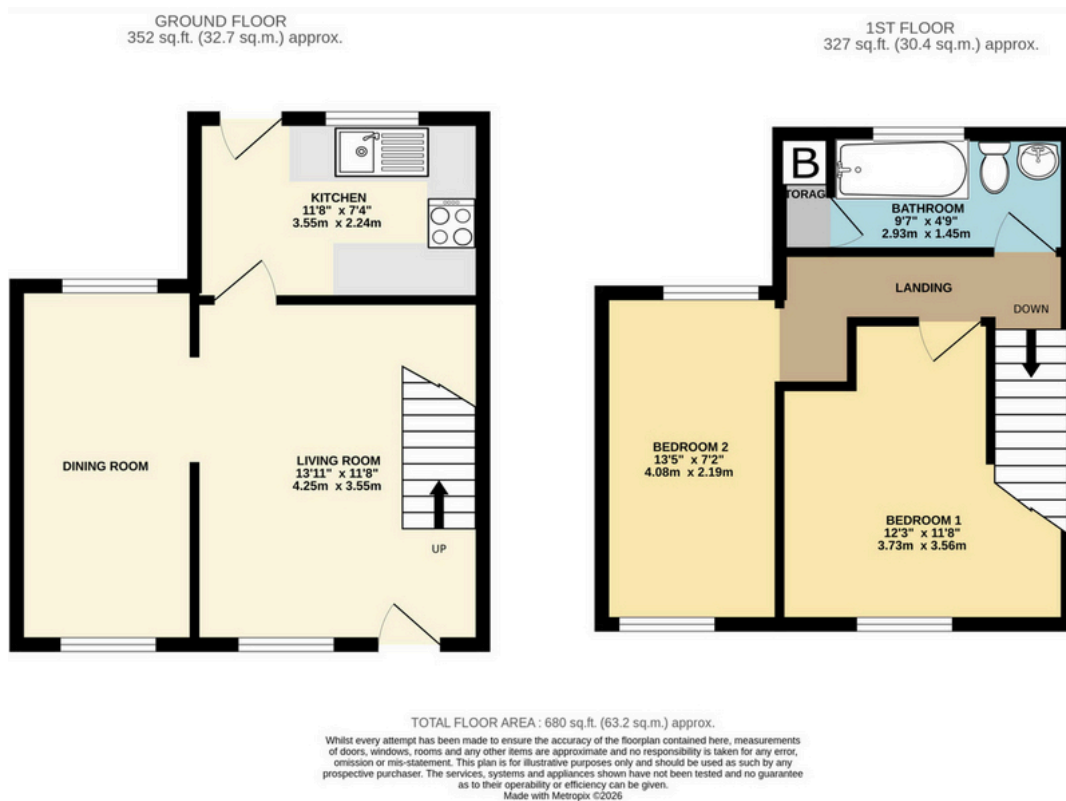 GROUND FLOOR
352 sq.ft. (32.7 sq.m.) approx.
KITCHEN
11'8" x 7'4"
3.55m x 2.24m
DINING ROOM
LIVING ROOM
13'11" x 11'8"
4.25m x 3.55m
UP
1ST FLOOR
327 sq.ft. (30.4 sq.m.) approx.
B
TORAG
BATHROOM
9'7" x 4'9"
2.93m x 1.45m
LANDING
DOWN
BEDROOM 2
13'5" x 7'2"
4.08m x 2.19m
BEDROOM 1
12'3" x 11'8"
3.73m x 3.56m
TOTAL FLOOR AREA : 680 sq.ft. (63.2 sq.m.) approx.
Whilst every attempt has been made to ensure the accuracy of the floorplan contained here, measurements
of doors, windows, rooms and any other items are approximate and no responsibility is taken for any error,
omission or mis-statement. This plan is for illustrative purposes only and should be used as such by any
prospective purchaser. The services, systems and appliances shown have not been tested and no guarantee
as to their operability or efficiency can be given.
Made with Metropix ©2026